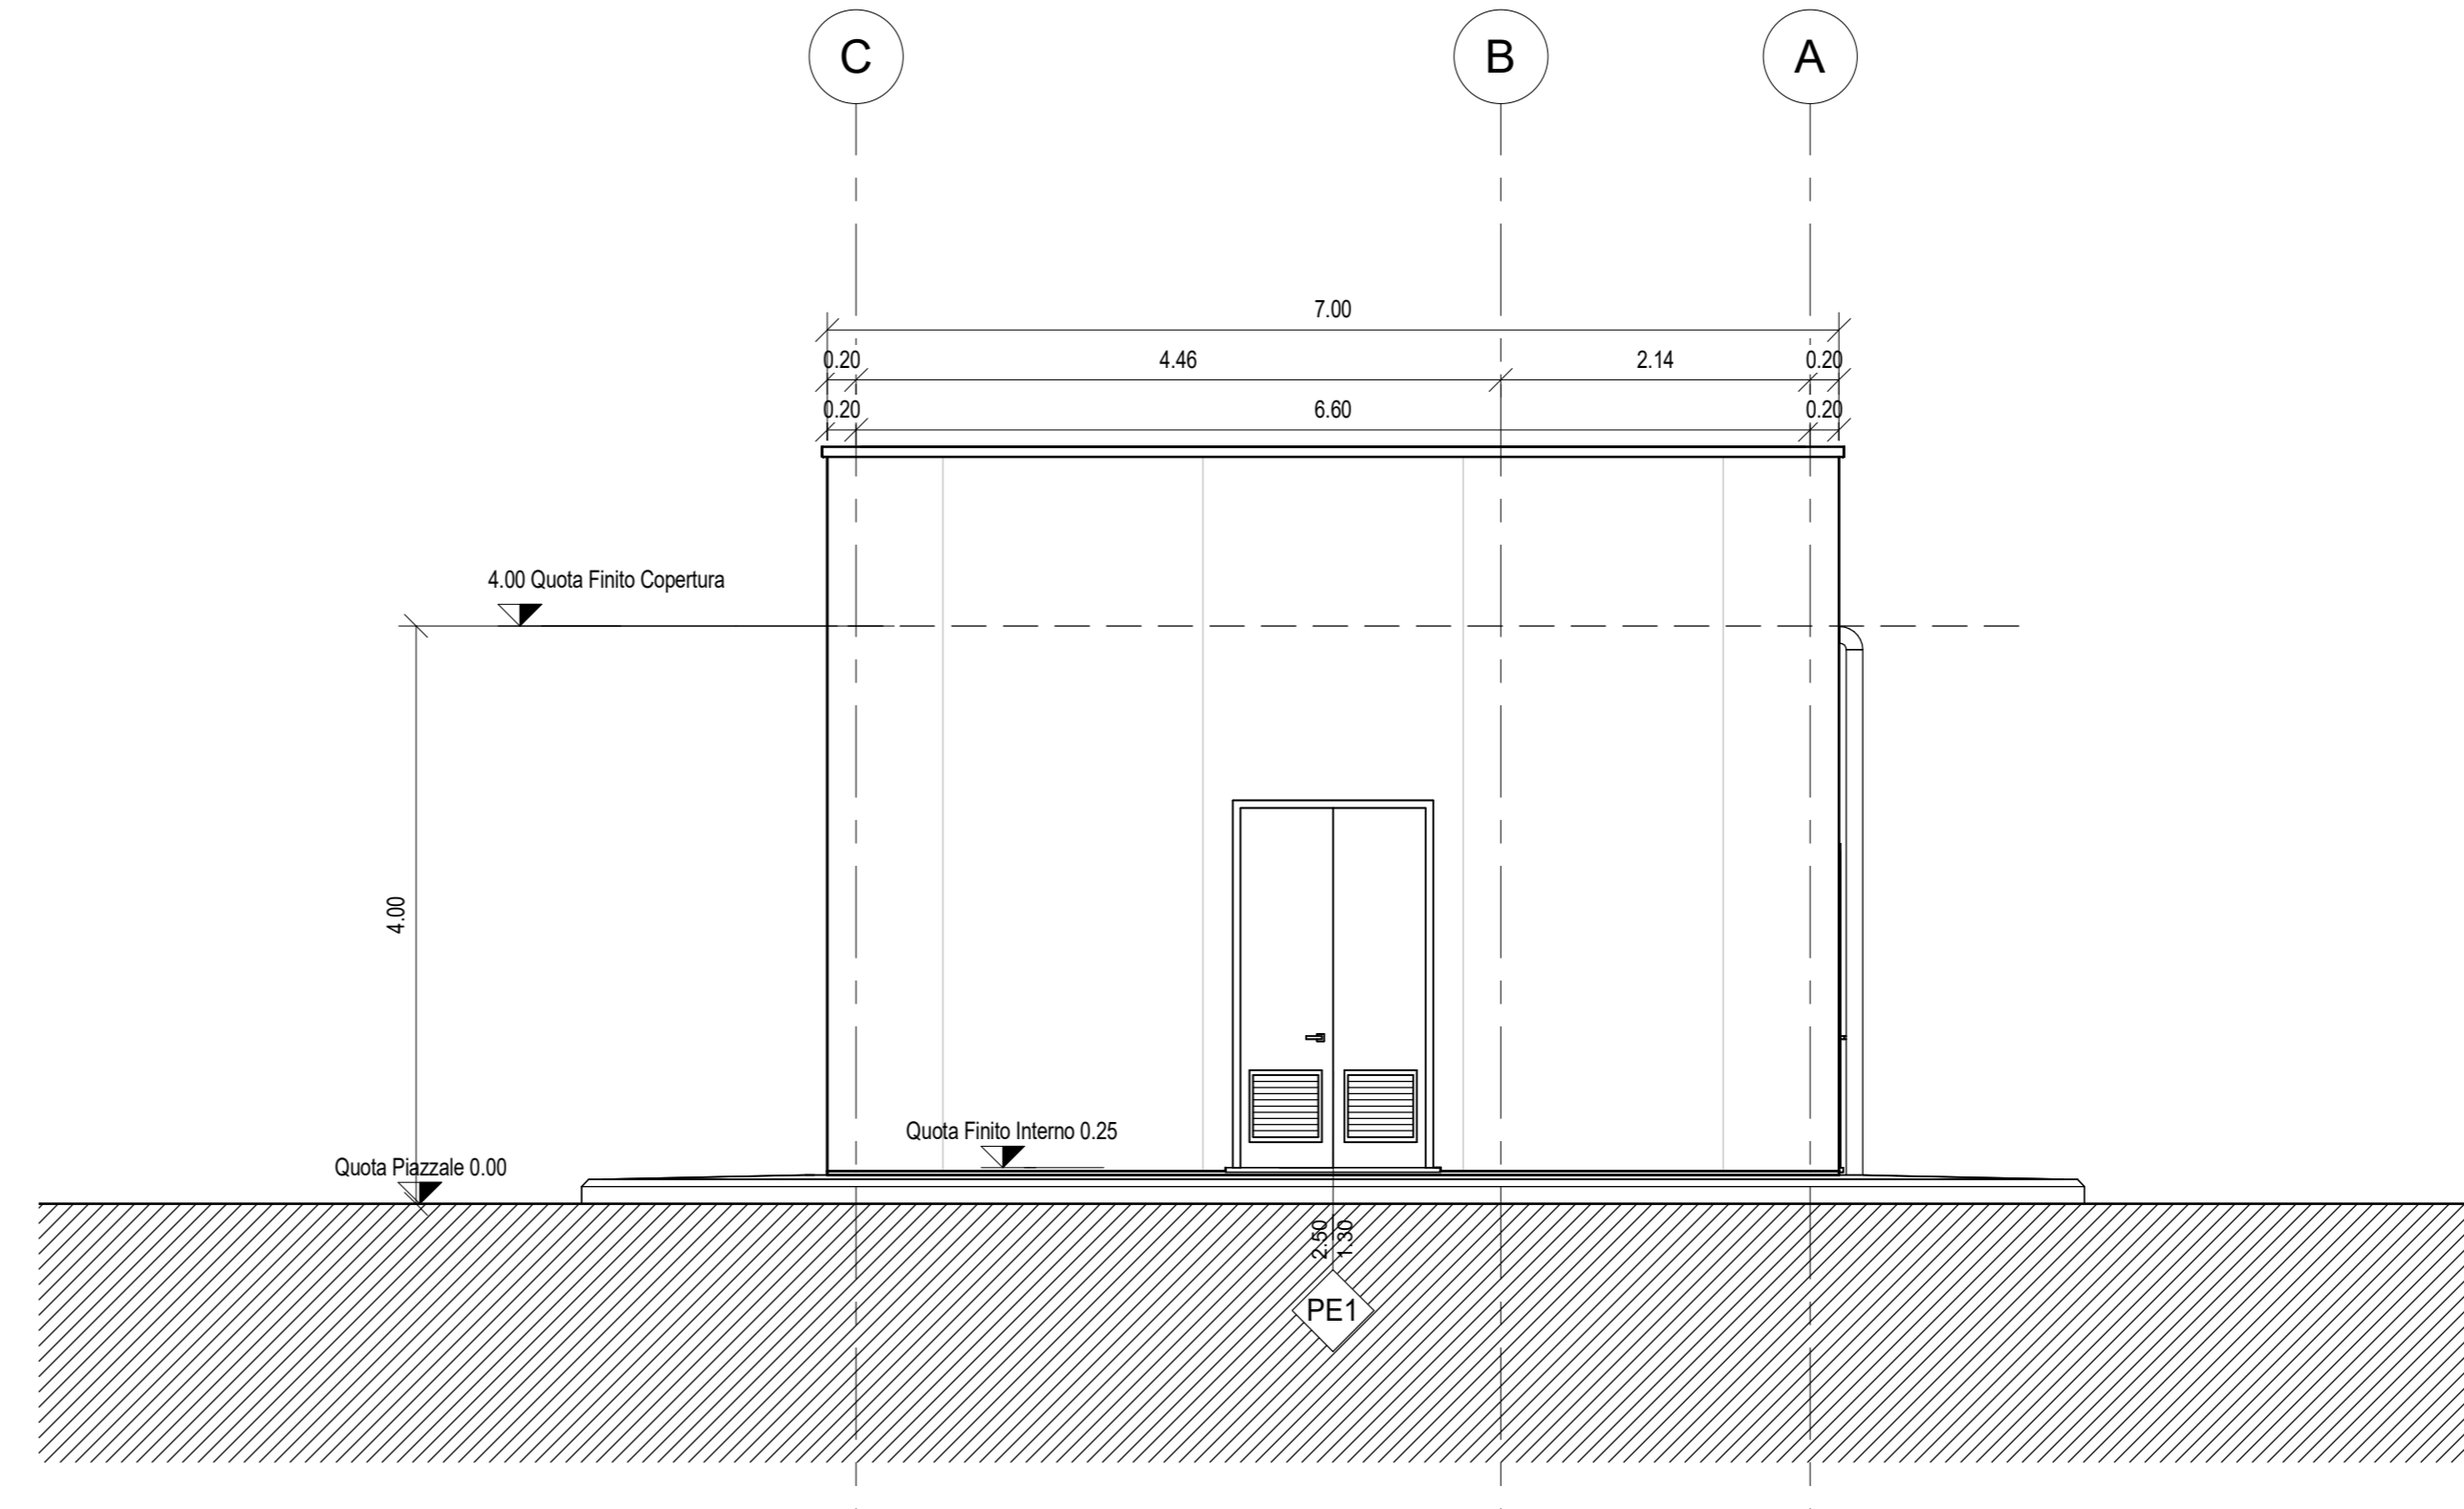 C B A
7.00
0.20 4.46 2.14 0.20
0.20 6.60 0.20
4.00 Quota Finito Copertura
4.00
Quota Finito Interno 0.25
Quota Piazzale 0.00
2.50
1.30
PE1